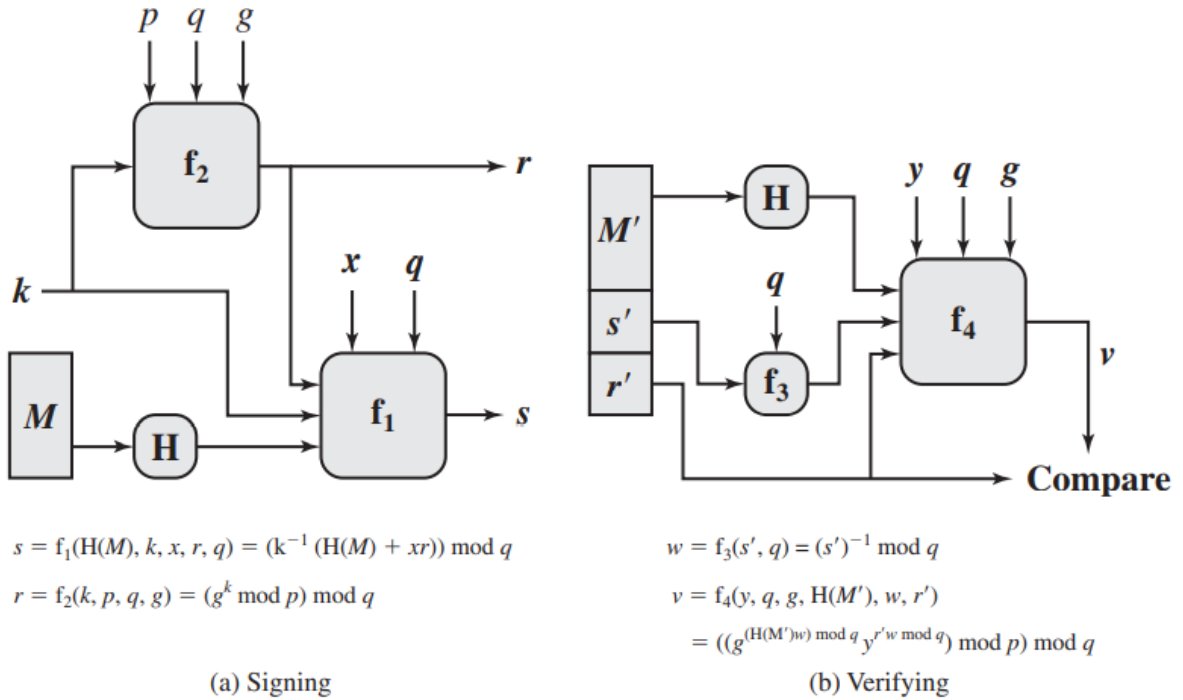 p q g
f₂
r
k
x q
M
H
f₁
s
s = f₁(H(M), k, x, r, q) = (k⁻¹ (H(M) + xr)) mod q
r = f₂(k, p, q, g) = (gᵏ mod p) mod q
(a) Signing
y q g
M′
H
q
s′
f₄
r′
f₃
v
Compare
w = f₃(s′, q) = (s′)⁻¹ mod q
v = f₄(y, q, g, H(M′), w, r′)
= ((g^(H(M′)w) mod q y^r′w mod q) mod p) mod q
(b) Verifying